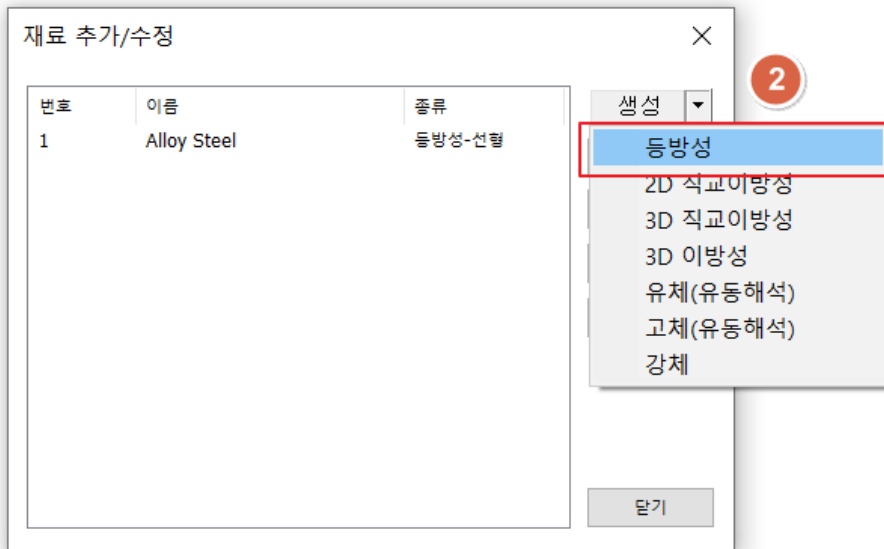 재료 추가/수정
2
번호 이름 종류 생성
1 Alloy Steel 등방성-선형
등방성
2D 직교이방성
3D 직교이방성
3D 이방성
유체(유동해석)
고체(유동해석)
강체
닫기